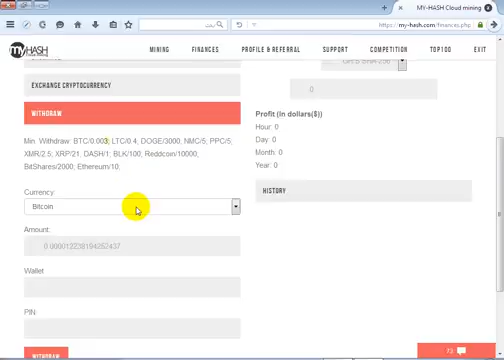 MY-HASH Cloud mining
my-hash.com/finances.php
MYHASH
MINING FINANCES PROFILE & REFERRAL SUPPORT COMPETITION TOP100 EXIT
EXCHANGE CRYPTOCURRENCY
0
WITHDRAW
Profit (in dollars($))
Hour: 0
Day: 0
Month: 0
Year: 0
Min. Withdraw: BTC/0.003; LTC/0.4; DOGE/3000, NMC/5; PPC/5;
XMR/2.5; XRP/21; DASH/1; BLK/100; Reddcoin/10000,
BitShares/2000; Ethereum/10;
HISTORY
Currency
Bitcoin
Amount:
Wallet
PIN:
WITHDRAW
73